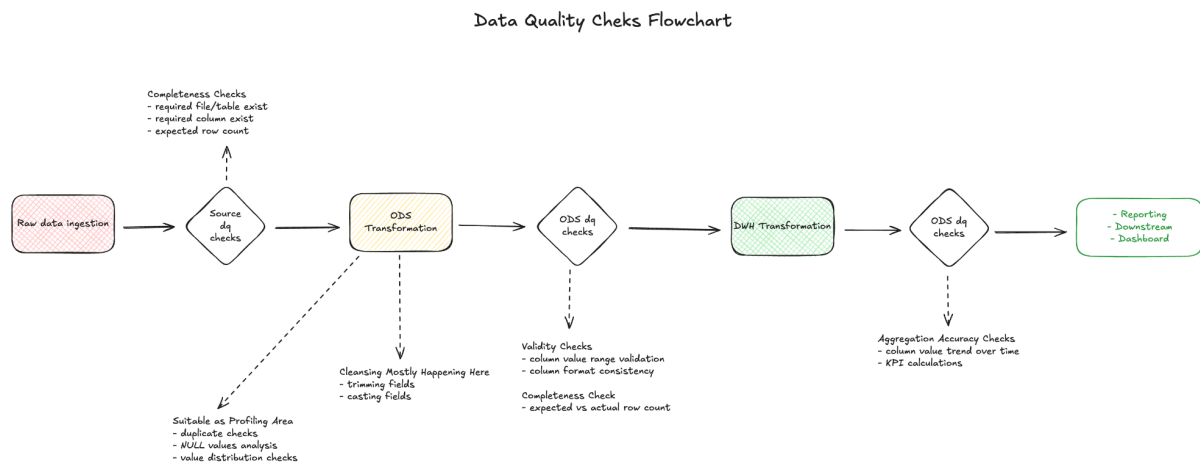 Data Quality Cheks Flowchart
Completeness Checks
- required file/table exist
- required column exist
- expected row count
Raw data ingestion
Source
dq
checks
ODS
Transformation
ODS dq
checks
DWH Transformation
ODS dq
checks
- Reporting
- Downstream
- Dashboard
Validity Checks
- column value range validation
- column format consistency
Completeness Check
- expected vs actual row count
Aggregation Accuracy Checks
- column value trend over time
- KPI calculations
Cleansing Mostly Happening Here
- trimming fields
- casting fields
Suitable as Profiling Area
- duplicate checks
- NULL values analysis
- value distribution checks